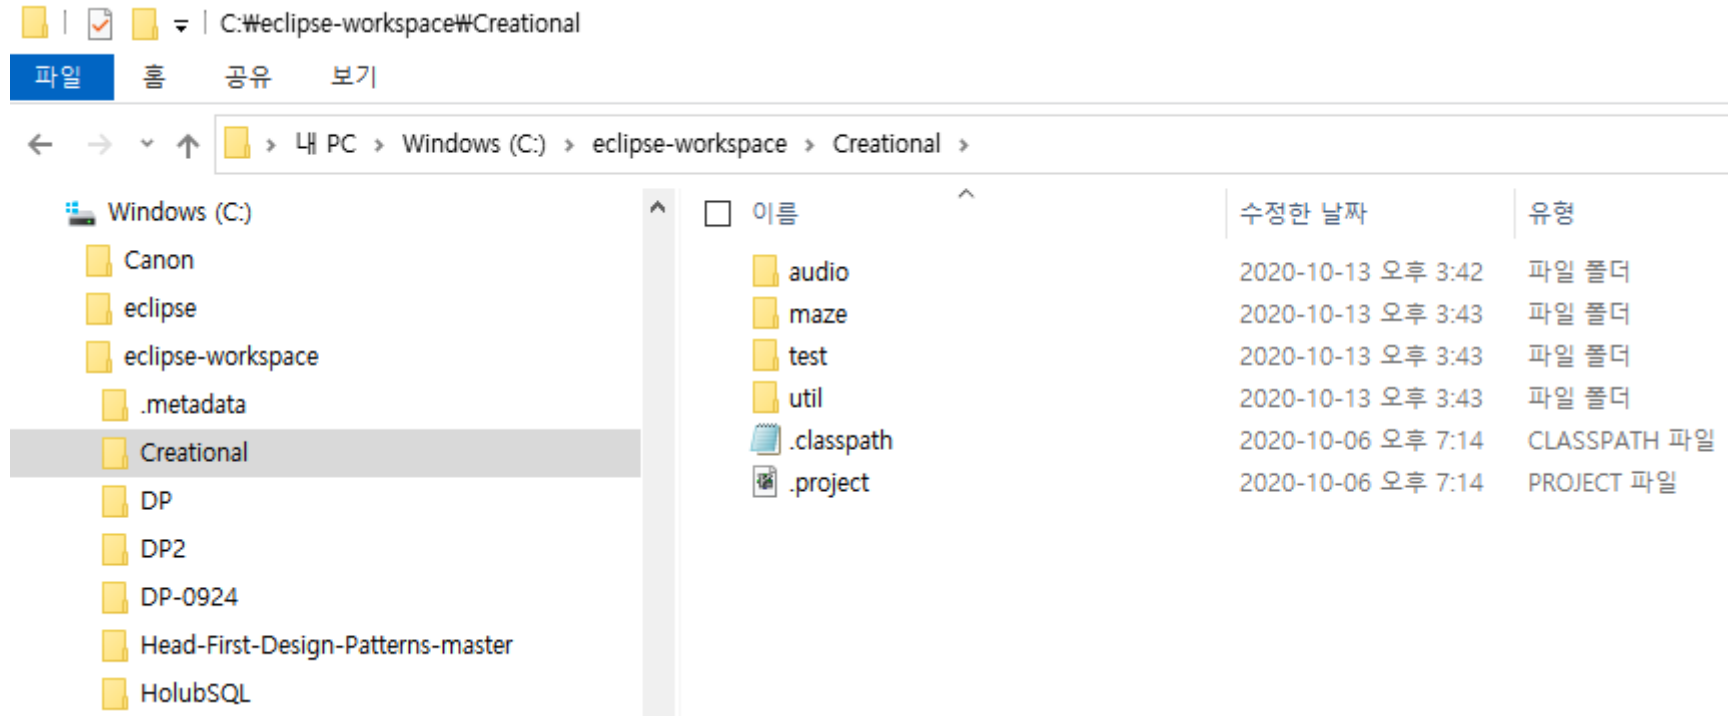 C:₩eclipse-workspace₩Creational
파일 홈 공유 보기
내 PC > Windows (C:) > eclipse-workspace > Creational >
Windows (C:)
Canon
eclipse
eclipse-workspace
.metadata
Creational
DP
DP2
DP-0924
Head-First-Design-Patterns-master
HolubSQL
이름 수정한 날짜 유형
audio 2020-10-13 오후 3:42 파일 폴더
maze 2020-10-13 오후 3:43 파일 폴더
test 2020-10-13 오후 3:43 파일 폴더
util 2020-10-13 오후 3:43 파일 폴더
.classpath 2020-10-06 오후 7:14 CLASSPATH 파일
.project 2020-10-06 오후 7:14 PROJECT 파일